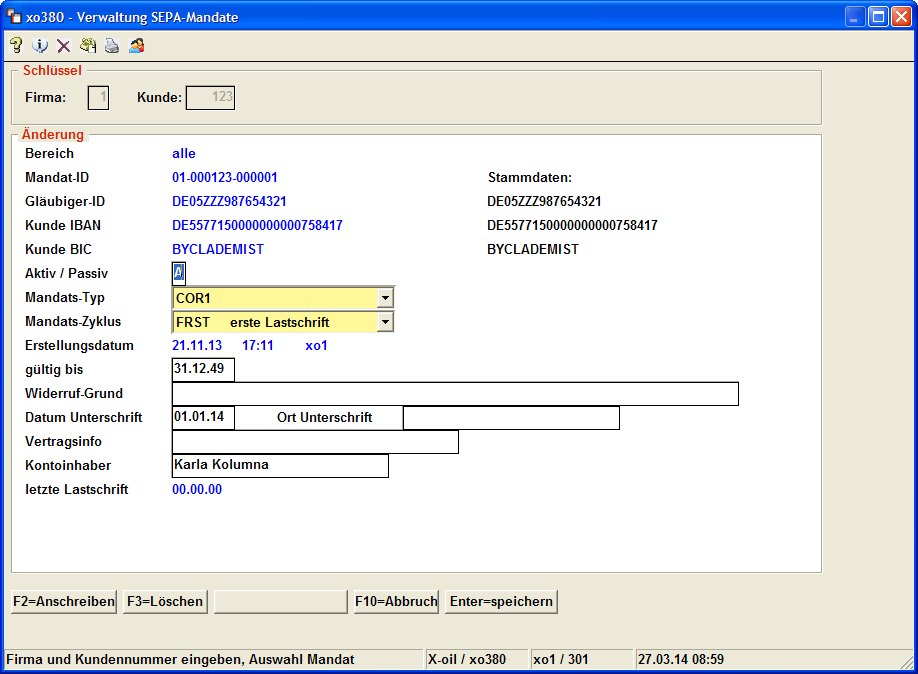 xo380 - Verwaltung SEPA-Mandate
Schlüssel
Firma: 1 Kunde: 123
Änderung
Bereich alle
Mandat-ID 01-000123-000001 Stammdaten:
Gläubiger-ID DE05ZZZ987654321 DE05ZZZ987654321
Kunde IBAN DE5577150000000000758417 DE5577150000000000758417
Kunde BIC BYCLADEMIST BYCLADEMIST
Aktiv / Passiv A
Mandats-Typ COR1
Mandats-Zyklus FRST erste Lastschrift
Erstellungsdatum 21.11.13 17:11 xo1
gültig bis 31.12.49
Widerruf-Grund
Datum Unterschrift 01.01.14 Ort Unterschrift
Vertragsinfo
Kontoinhaber Karla Kolumna
letzte Lastschrift 00.00.00
F2=Anschreiben F3=Löschen F10=Abbruch Enter=speichern
Firma und Kundennummer eingeben, Auswahl Mandat X-oil / xo380 xo1 / 301 27.03.14 08:59